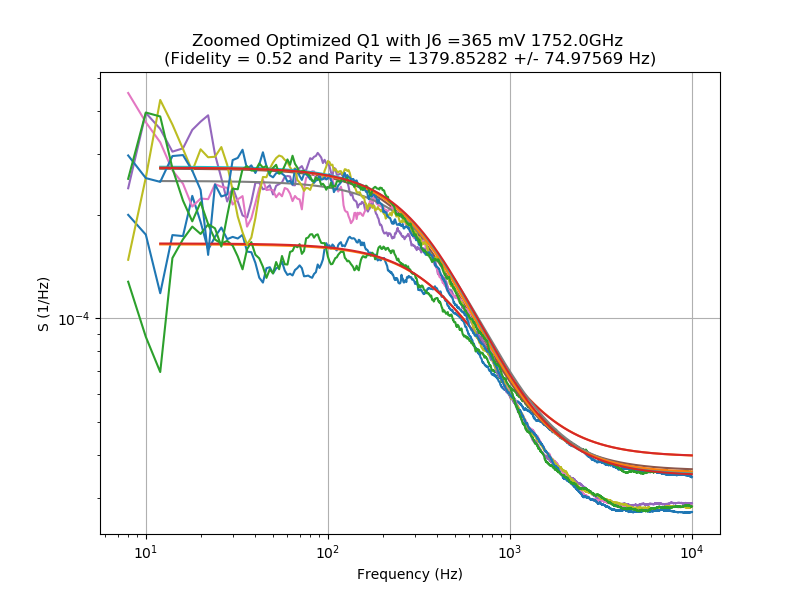 Zoomed Optimized Q1 with J6 =365 mV 1752.0GHz
(Fidelity = 0.52 and Parity = 1379.85282 +/- 74.97569 Hz)
S (1/Hz)
10⁻⁴
10¹ 10² 10³ 10⁴
Frequency (Hz)